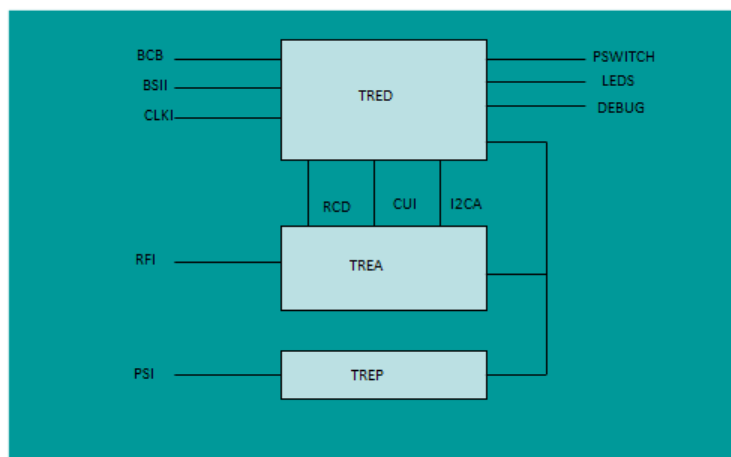 BCB
PSWITCH
BSII
LEDS
TRED
CLKI
DEBUG
RCD
CUI
I2CA
RFI
TREA
PSI
TREP